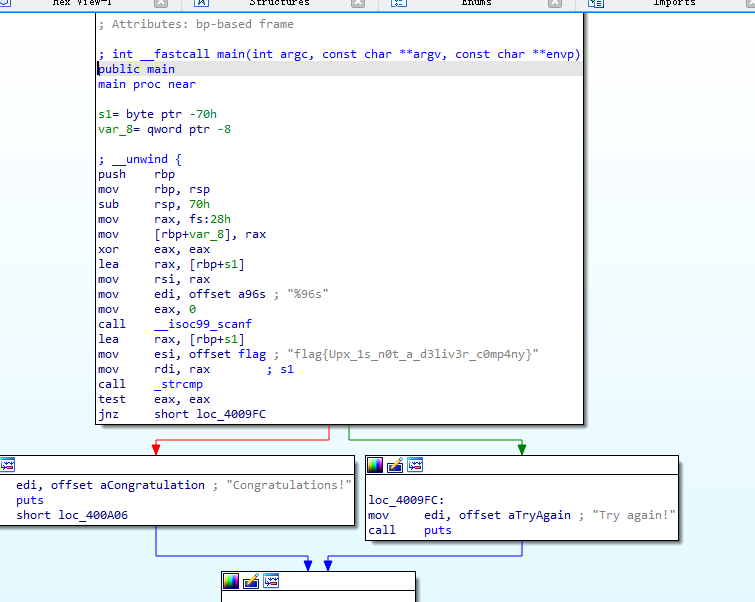 Hex View-1 Structures Enums Imports
; Attributes: bp-based frame
; int __fastcall main(int argc, const char **argv, const char **envp)
public main
main proc near
s1= byte ptr -70h
var_8= qword ptr -8
; __unwind {
push rbp
mov rbp, rsp
sub rsp, 70h
mov rax, fs:28h
mov [rbp+var_8], rax
xor eax, eax
lea rax, [rbp+s1]
mov rsi, rax
mov edi, offset a96s ; "%96s"
mov eax, 0
call __isoc99_scanf
lea rax, [rbp+s1]
mov esi, offset flag ; "flag{Upx_1s_n0t_a_d3liv3r_c0mp4ny}"
mov rdi, rax ; s1
call _strcmp
test eax, eax
jnz short loc_4009FC
edi, offset aCongratulation ; "Congratulations!"
puts
short loc_400A06
loc_4009FC:
mov edi, offset aTryAgain ; "Try again!"
call puts